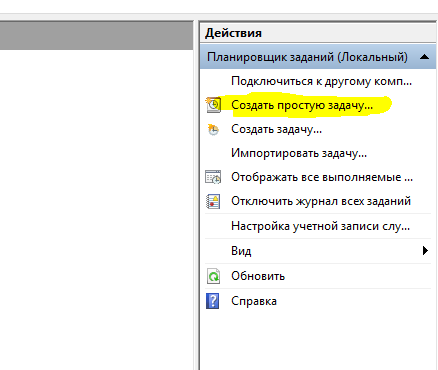 Действия
Планировщик заданий (Локальный)
Подключиться к другому комп...
Создать простую задачу...
Создать задачу...
Импортировать задачу...
Отображать все выполняемые ...
Отключить журнал всех заданий
Настройка учетной записи слу...
Вид
Обновить
Справка